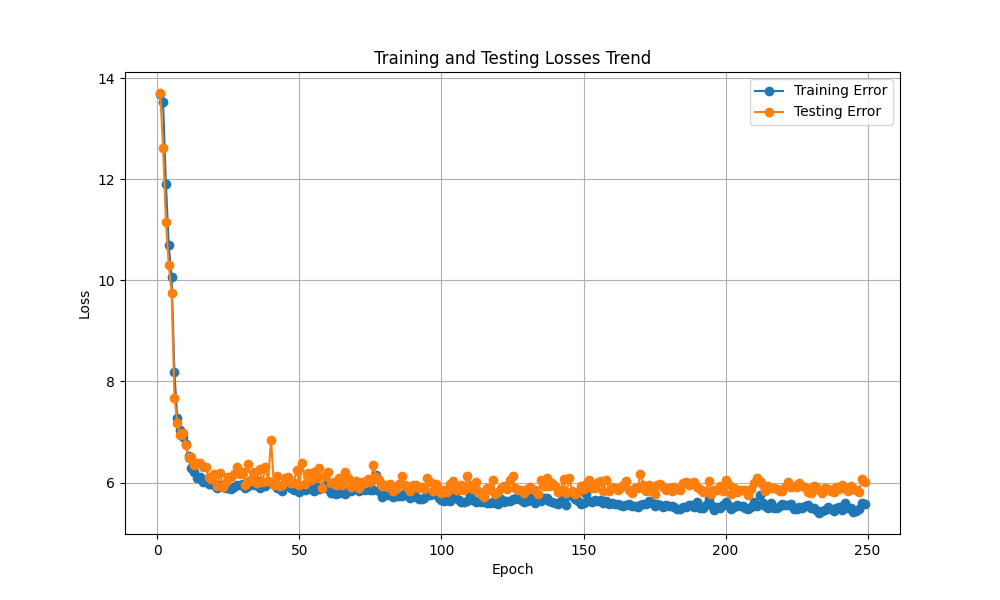 Training and Testing Losses Trend
Training Error
Testing Error
14
12
10
8
6
Loss
0
50
100
150
200
250
Epoch